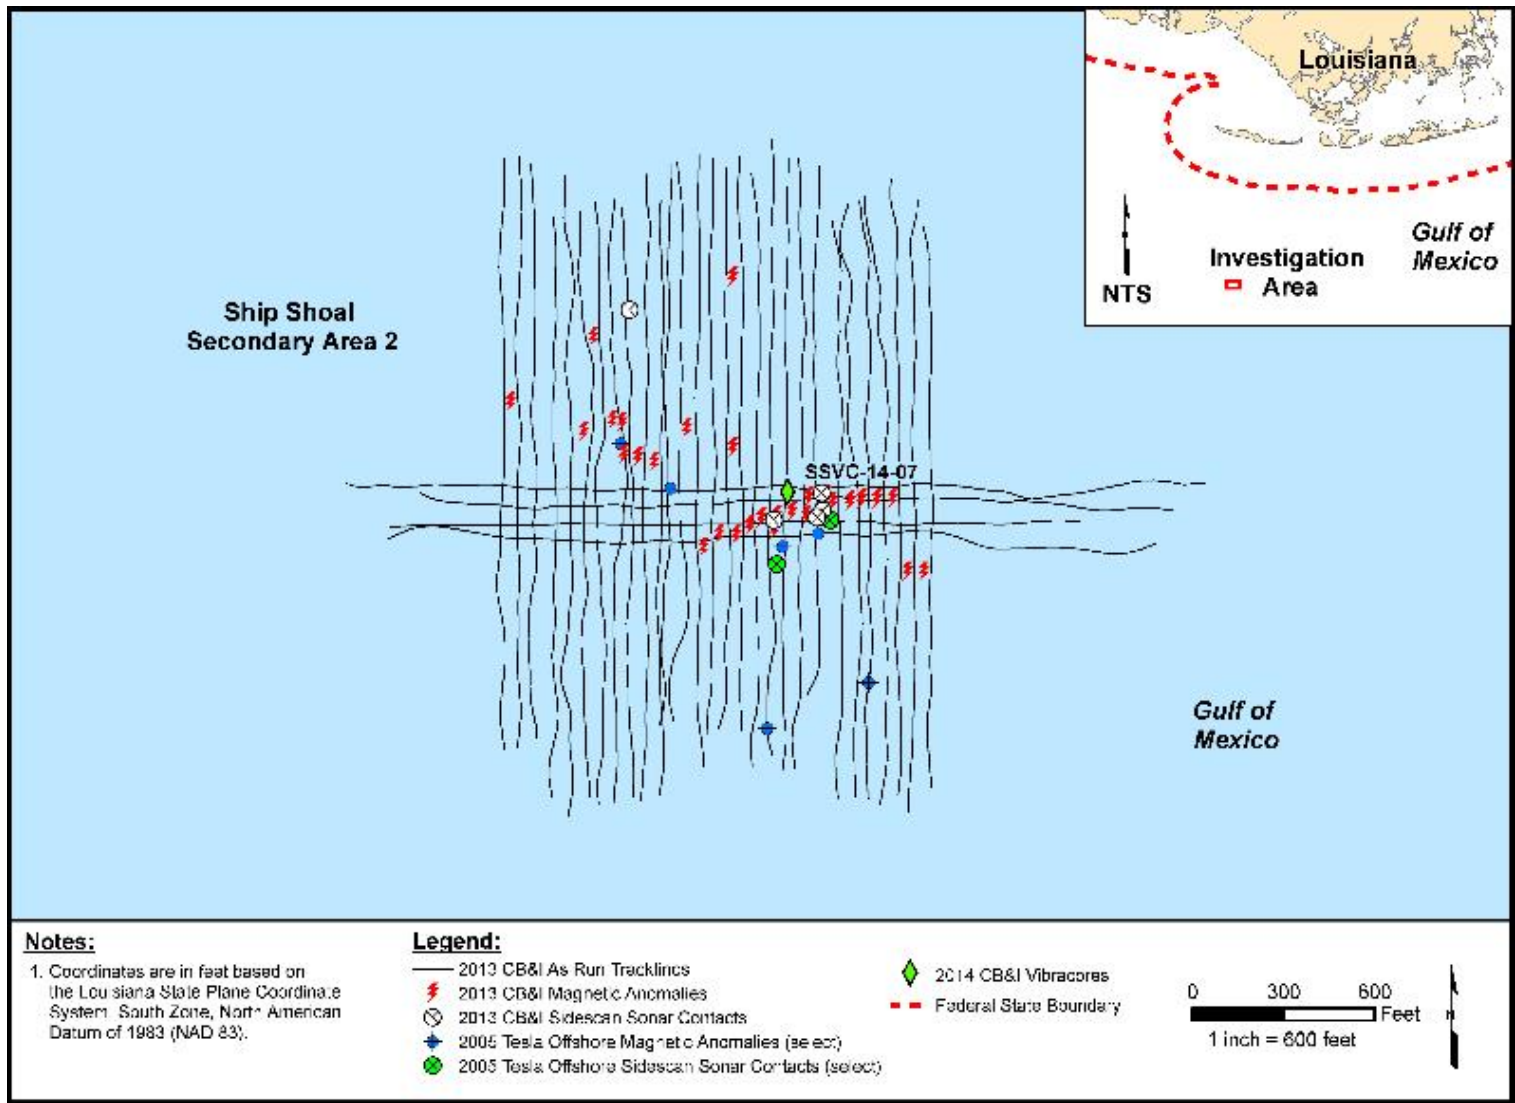 Louisiana
Gulf of
Mexico
Investigation
Area
NTS
Ship Shoal
Secondary Area 2
SSVC-14-07
Gulf of
Mexico
Notes:
1. Coordinates are in feet based on
the Louisiana State Plane Coordinate
System, South Zone, North American
Datum of 1983 (NAD 83).
Legend:
2013 CB&I As Run Tracklines
2013 CB&I Magnetic Anomalies
2013 CB&I Sidescan Sonar Contacts
2005 Tesla Offshore Magnetic Anomalies (select)
2005 Tesla Offshore Sidescan Sonar Contacts (select)
2014 CB&I Vibracores
Federal State Boundary
0 300 600
Feet
1 inch = 600 feet
N